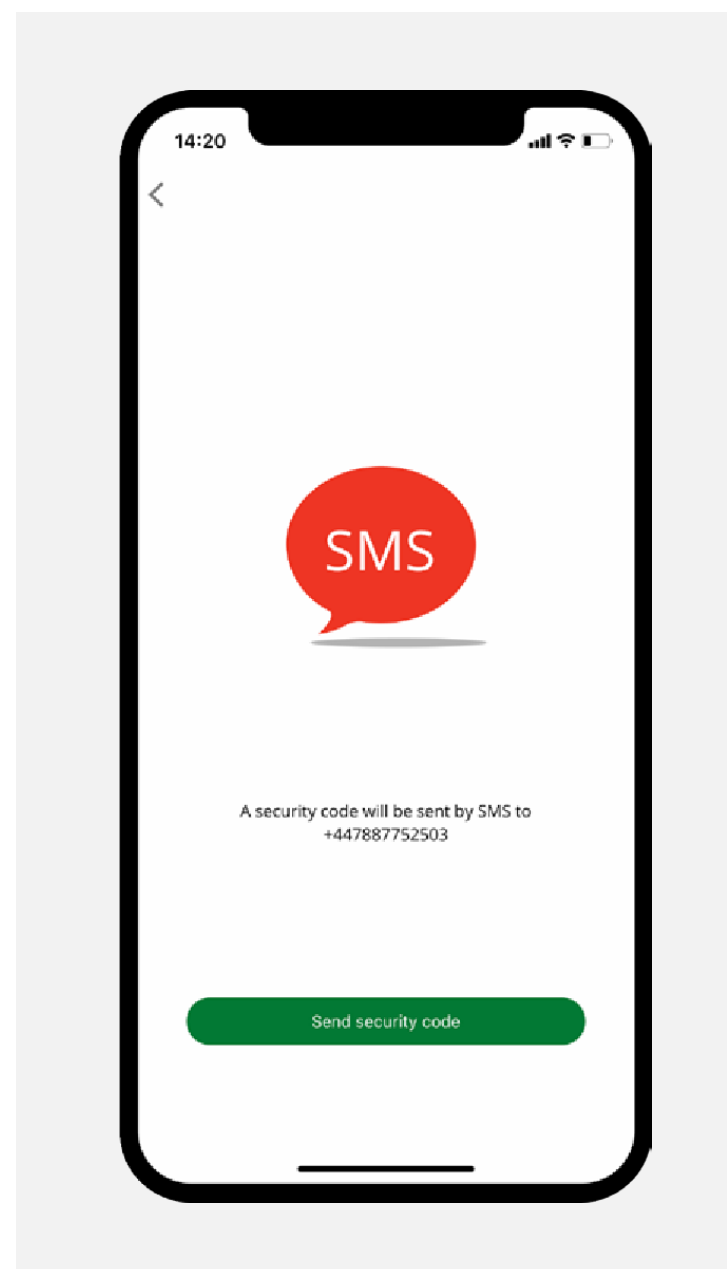 14:20
SMS
A security code will be sent by SMS to
+447887752503
Send security code